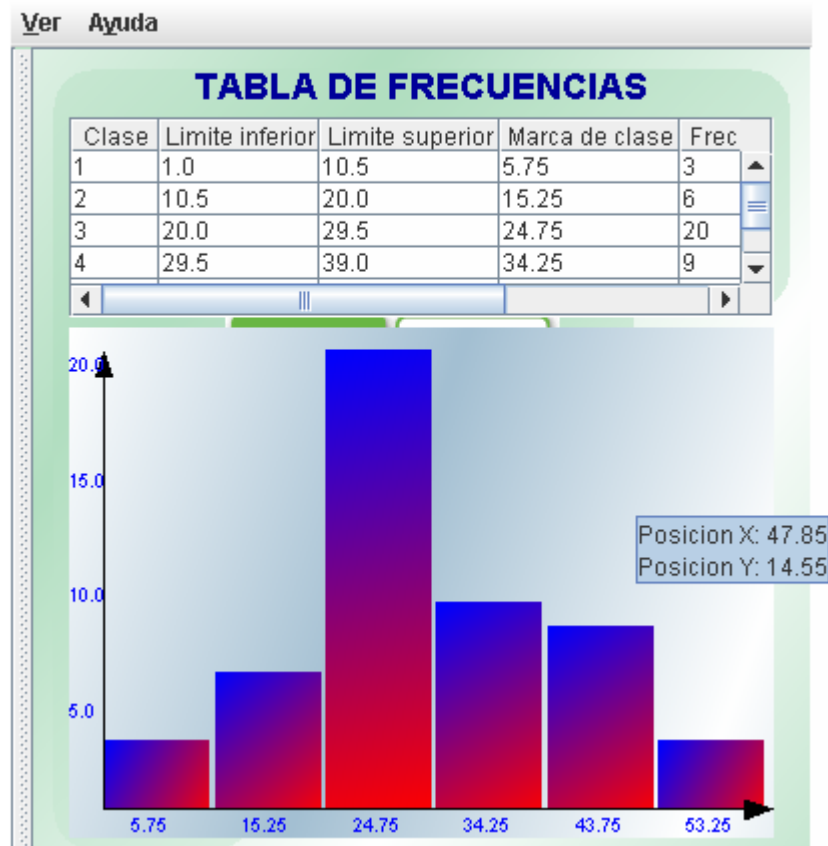 Ver Ayuda
TABLA DE FRECUENCIAS
Clase Limite inferior Limite superior Marca de clase Frec
1 1.0 10.5 5.75 3
2 10.5 20.0 15.25 6
3 20.0 29.5 24.75 20
4 29.5 39.0 34.25 9
20.0
15.0
Posicion X: 47.85
Posicion Y: 14.55
10.0
5.0
5.75 15.25 24.75 34.25 43.75 53.25